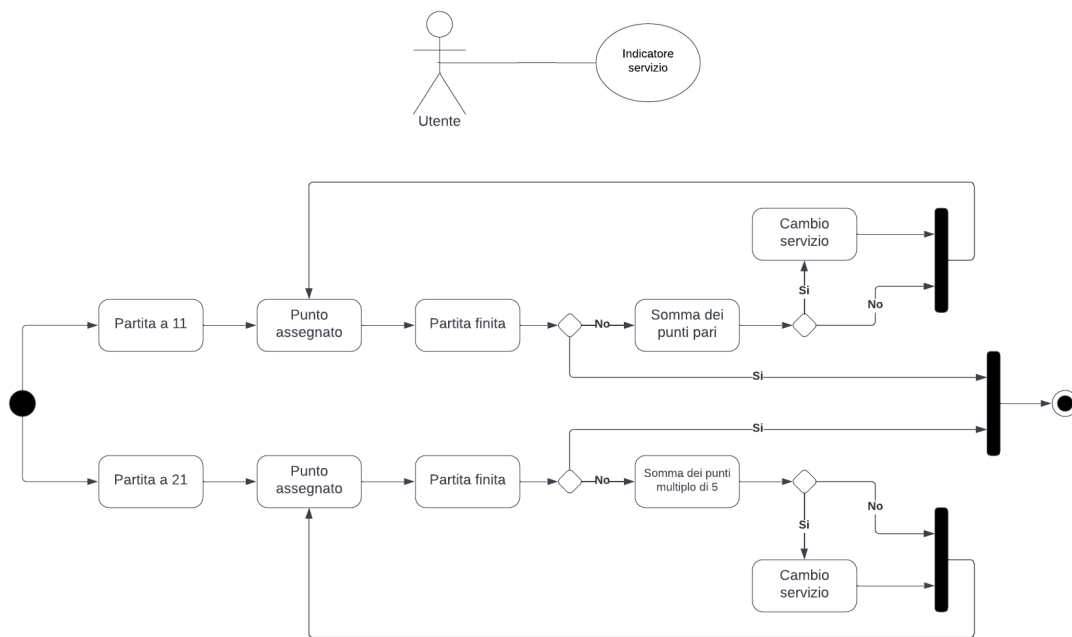 Indicatore
servizio
Utente
Cambio
servizio
Si
No
Partita a 11
Punto
assegnato
Partita finita
No
Somma dei
punti pari
Si
Si
Partita a 21
Punto
assegnato
Partita finita
No
Somma dei punti
multiplo di 5
No
Si
Cambio
servizio